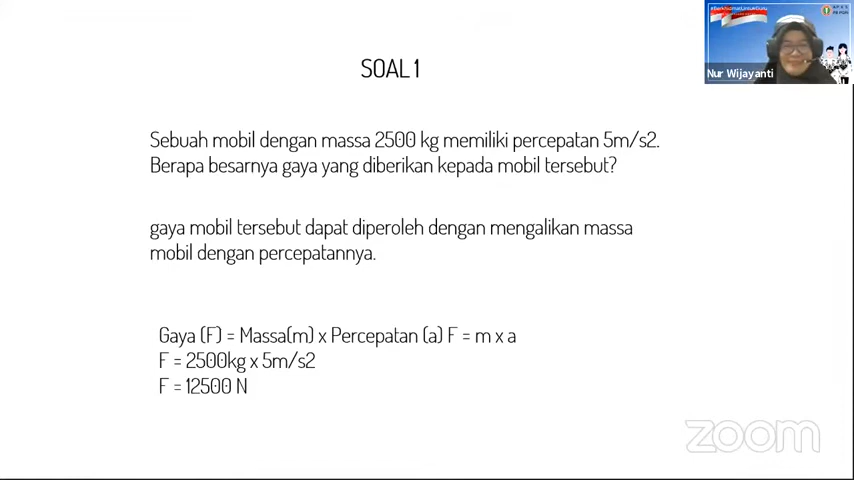 SOAL 1
Sebuah mobil dengan massa 2500 kg memiliki percepatan 5m/s2.
Berapa besarnya gaya yang diberikan kepada mobil tersebut?
gaya mobil tersebut dapat diperoleh dengan mengalikan massa
mobil dengan percepatannya.
Gaya (F) = Massa(m) x Percepatan (a) F = m x a
F = 2500kg x 5m/s2
F = 12500 N
Nur Wijayanti
zoom